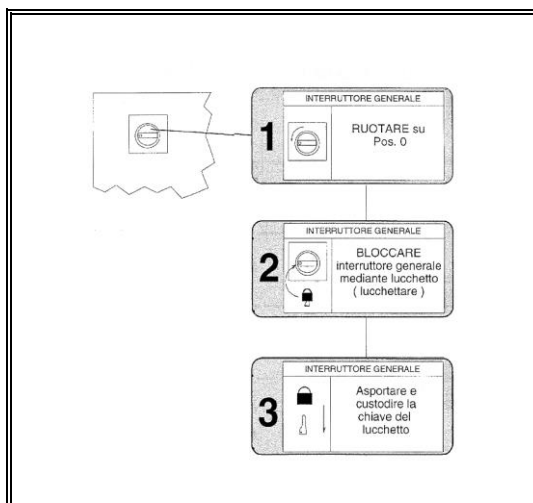 INTERRUTTORE GENERALE
1
RUOTARE su
Pos. 0
INTERRUTTORE GENERALE
2
BLOCCARE
interruttore generale
mediante lucchetto
( lucchettare )
INTERRUTTORE GENERALE
3
Asportare e
custodire la
chiave del
lucchetto